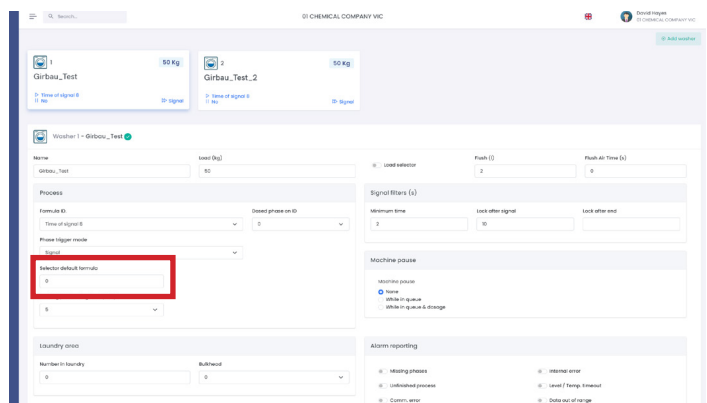 Search...
01 CHEMICAL COMPANY VIC
David Hayes
01 CHEMICAL COMPANY VIC
+ Add washer
1
50 Kg
Girbau_Test
Time of signal B
No
Signal
2
50 Kg
Girbau_Test_2
Time of signal B
No
Signal
Washer 1 - Girbau_Test
Name
Load (kg)
Load selector
Flush (l)
Flush Air Time (s)
Girbau_Test
50
2
0
Process
Signal filters (s)
Formula ID:
Dosed phase on ID
Minimum time
Lock after signal
Lock after end
Time of signal B
0
2
10
Phase trigger mode
Signal
Machine pause
Selector default formula
0
Machine pause
None
While in queue
While in queue & dosage
5
Laundry area
Alarm reporting
Number in laundry
Bulkhead
0
0
Missing phases
Internal error
Unfinished process
Level / Temp. timeout
Comm. error
Data out of range